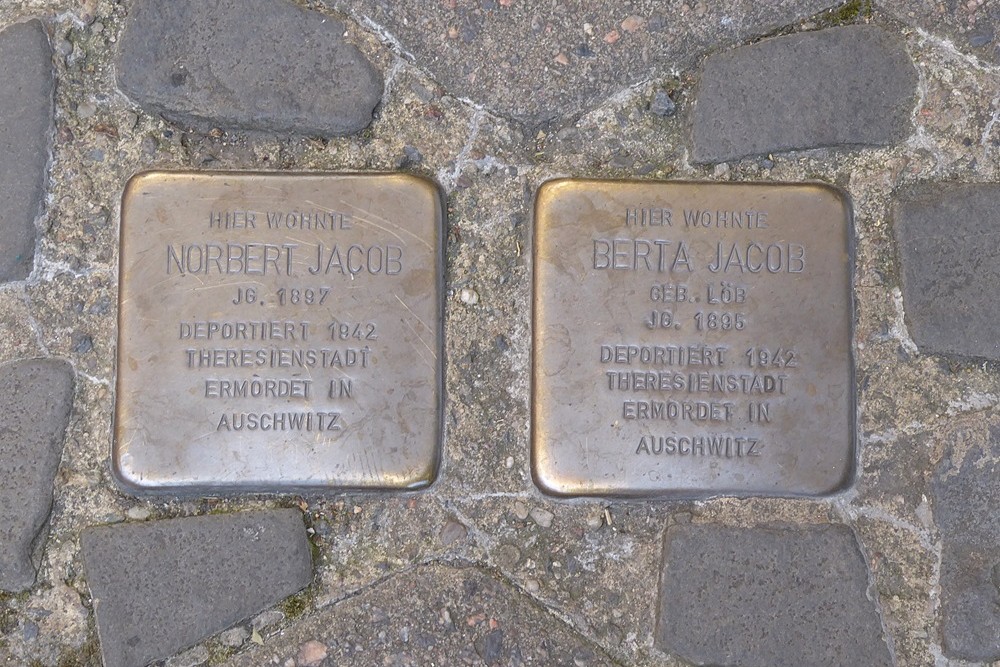 HIER WOHNTE
NORBERT JACOB
JG. 1897
DEPORTIERT 1942
THERESIENSTADT
ERMORDET IN
AUSCHWITZ
HIER WOHNTE
BERTA JACOB
GEB. LÖB
JG. 1895
DEPORTIERT 1942
THERESIENSTADT
ERMORDET IN
AUSCHWITZ